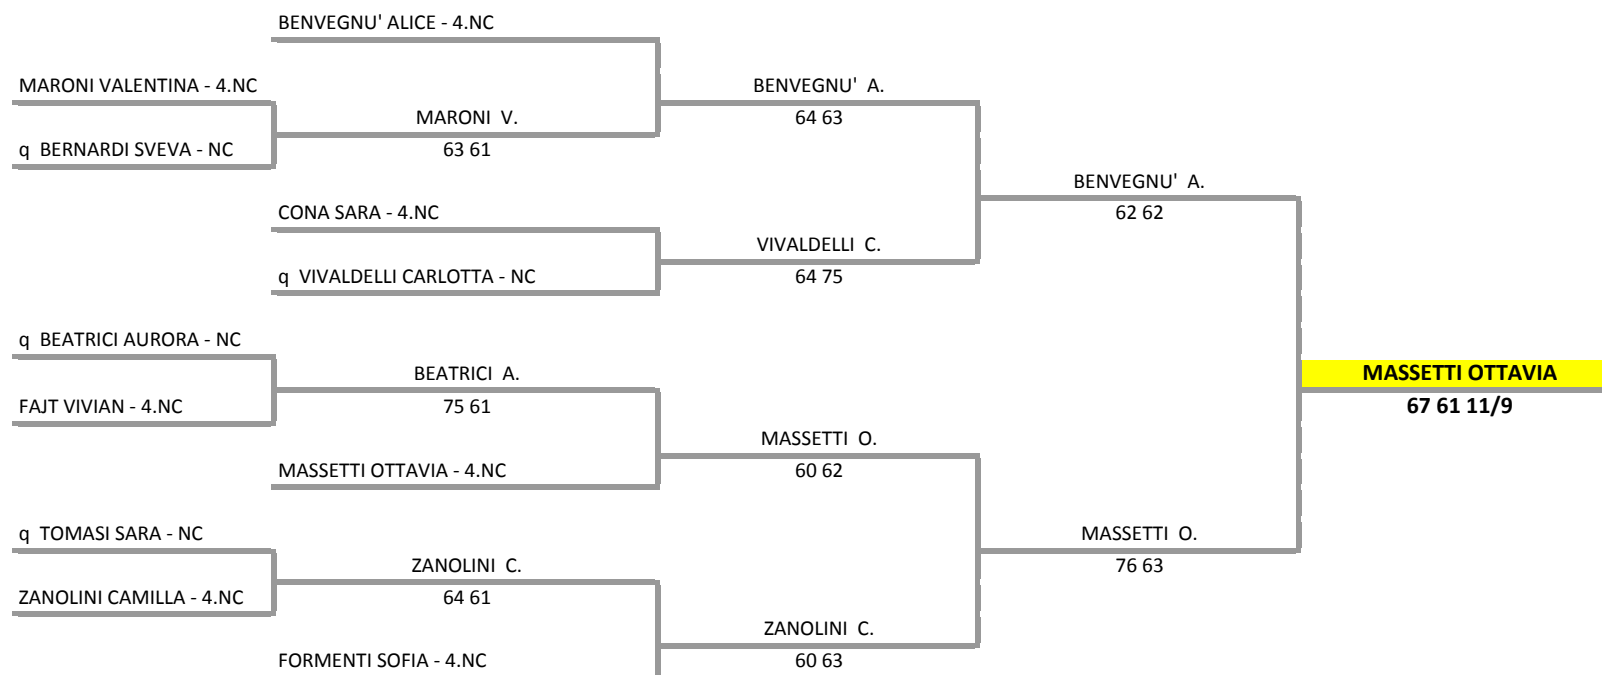 BENVEGNU' ALICE - 4.NC
MARONI VALENTINA - 4.NC
BENVEGNU' A.
MARONI V.
64 63
q BERNARDI SVEVA - NC
63 61
BENVEGNU' A.
CONA SARA - 4.NC
62 62
VIVALDELLI C.
q VIVALDELLI CARLOTTA - NC
64 75
q BEATRICI AURORA - NC
BEATRICI A.
MASSETTI OTTAVIA
FAJT VIVIAN - 4.NC
75 61
67 61 11/9
MASSETTI O.
MASSETTI OTTAVIA - 4.NC
60 62
q TOMASI SARA - NC
MASSETTI O.
ZANOLINI C.
76 63
ZANOLINI CAMILLA - 4.NC
64 61
ZANOLINI C.
FORMENTI SOFIA - 4.NC
60 63